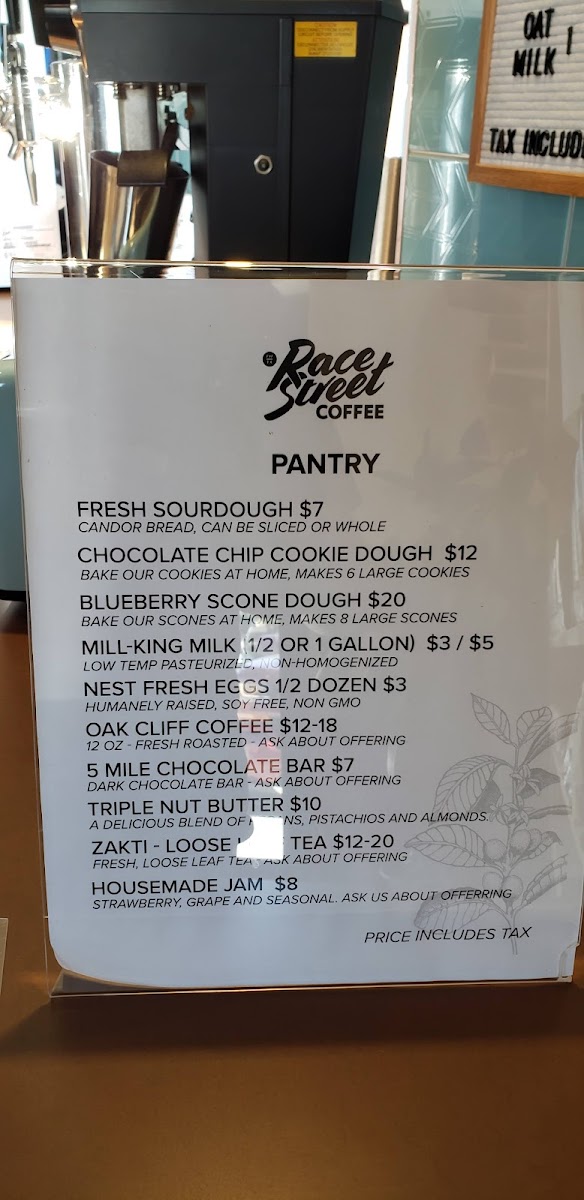 OAT
MILK 1
TAX INCLUD
CAUTION
Race
Street
COFFEE
PANTRY
FRESH SOURDOUGH $7
CANDOR BREAD, CAN BE SLICED OR WHOLE
CHOCOLATE CHIP COOKIE DOUGH $12
BAKE OUR COOKIES AT HOME, MAKES 6 LARGE COOKIES
BLUEBERRY SCONE DOUGH $20
BAKE OUR SCONES AT HOME, MAKES 8 LARGE SCONES
MILL-KING MILK (1/2 OR 1 GALLON) $3 / $5
LOW TEMP PASTEURIZED, NON-HOMOGENIZED
NEST FRESH EGGS 1/2 DOZEN $3
HUMANELY RAISED, SOY FREE, NON GMO
OAK CLIFF COFFEE $12-18
12 OZ - FRESH ROASTED - ASK ABOUT OFFERING
5 MILE CHOCOLATE BAR $7
DARK CHOCOLATE BAR - ASK ABOUT OFFERING
TRIPLE NUT BUTTER $10
A DELICIOUS BLEND OF PISTACHIOS AND ALMONDS.
ZAKTI - LOOSE TEA $12-20
FRESH, LOOSE LEAF TEA - ASK ABOUT OFFERING
HOUSEMADE JAM $8
STRAWBERRY, GRAPE AND SEASONAL. ASK US ABOUT OFFERRING
PRICE INCLUDES TAX